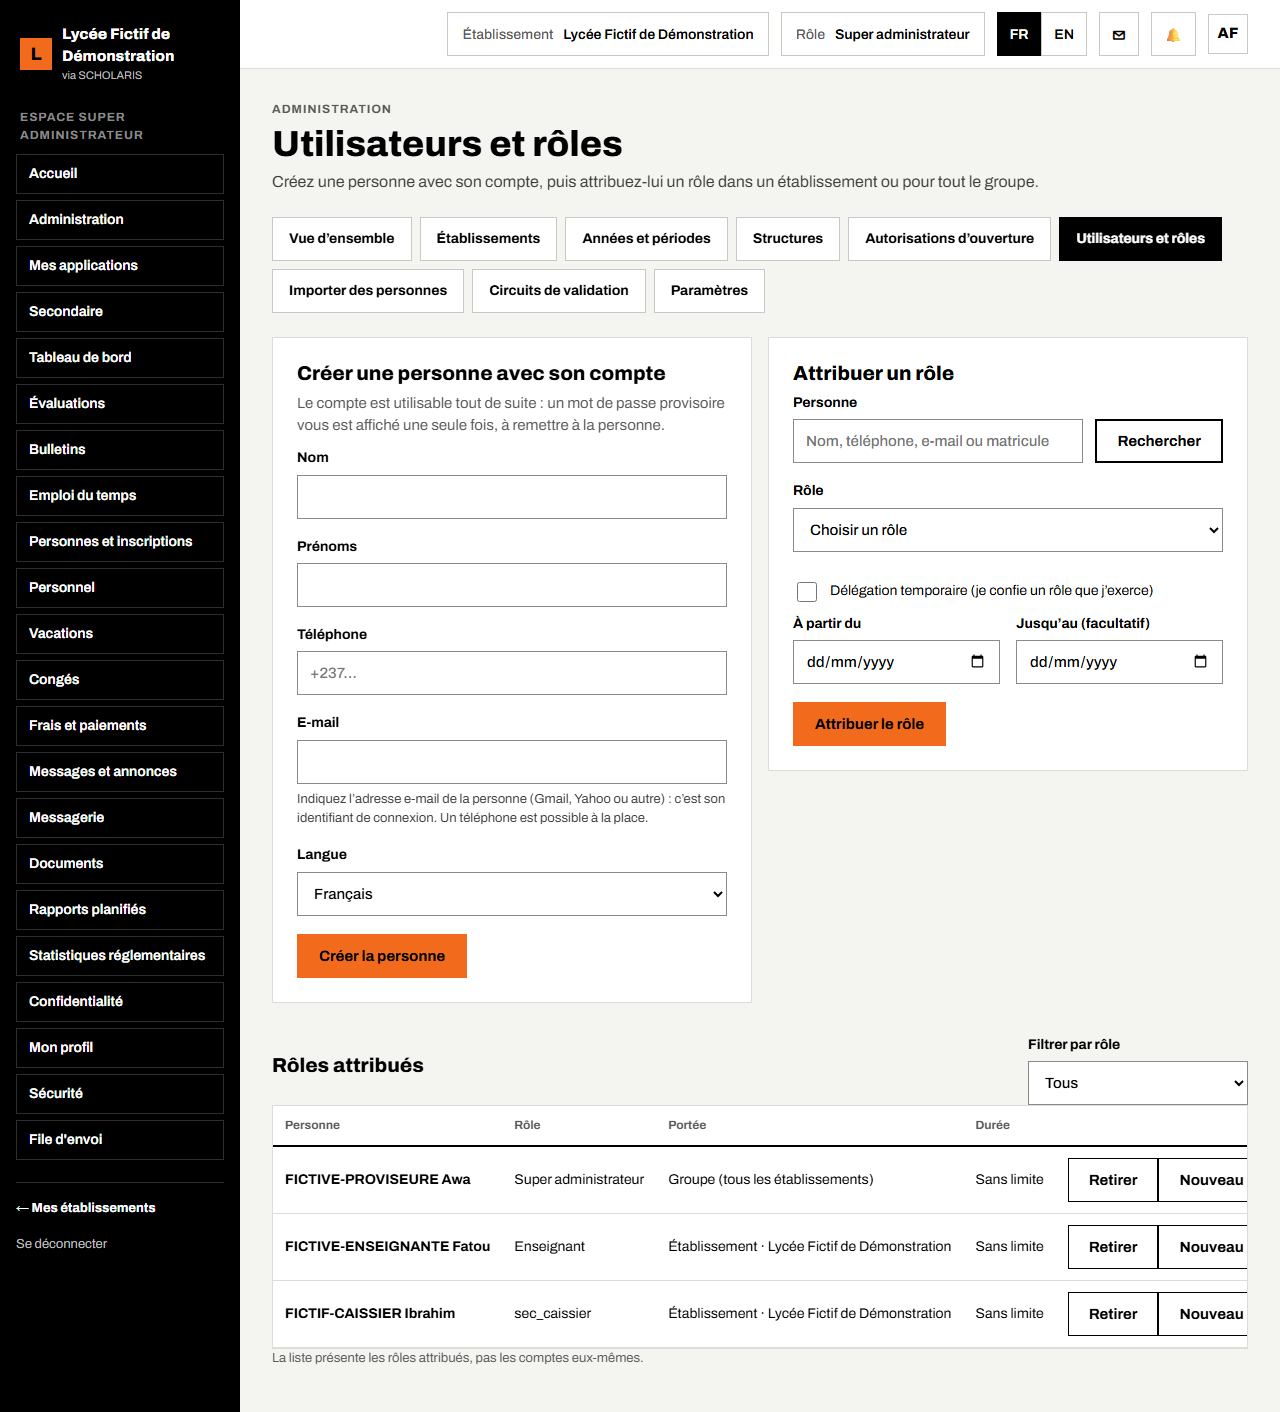 L
Lycée Fictif de
Démonstration
via SCHOLARIS
ESPACE SUPER
ADMINISTRATEUR
Accueil
Administration
Mes applications
Secondaire
Tableau de bord
Évaluations
Bulletins
Emploi du temps
Personnes et inscriptions
Personnel
Vacations
Congés
Frais et paiements
Messages et annonces
Messagerie
Documents
Rapports planifiés
Statistiques réglementaires
Confidentialité
Mon profil
Sécurité
File d'envoi
← Mes établissements
Se déconnecter
Établissement Lycée Fictif de Démonstration
Rôle Super administrateur
FR EN
AF
ADMINISTRATION
Utilisateurs et rôles
Créez une personne avec son compte, puis attribuez-lui un rôle dans un établissement ou pour tout le groupe.
Vue d’ensemble
Établissements
Années et périodes
Structures
Autorisations d’ouverture
Utilisateurs et rôles
Importer des personnes
Circuits de validation
Paramètres
Créer une personne avec son compte
Le compte est utilisable tout de suite : un mot de passe provisoire
vous est affiché une seule fois, à remettre à la personne.
Nom
Prénoms
Téléphone
+237…
E-mail
Indiquez l’adresse e-mail de la personne (Gmail, Yahoo ou autre) : c’est son
identifiant de connexion. Un téléphone est possible à la place.
Langue
Français
Créer la personne
Attribuer un rôle
Personne
Nom, téléphone, e-mail ou matricule
Rechercher
Rôle
Choisir un rôle
Délégation temporaire (je confie un rôle que j’exerce)
À partir du
Jusqu’au (facultatif)
dd/mm/yyyy
dd/mm/yyyy
Attribuer le rôle
Rôles attribués
Filtrer par rôle
Tous
Personne Rôle Portée Durée
FICTIVE-PROVISEURE Awa Super administrateur Groupe (tous les établissements) Sans limite Retirer Nouveau
FICTIVE-ENSEIGNANTE Fatou Enseignant Établissement · Lycée Fictif de Démonstration Sans limite Retirer Nouveau
FICTIF-CAISSIER Ibrahim sec_caissier Établissement · Lycée Fictif de Démonstration Sans limite Retirer Nouveau
La liste présente les rôles attribués, pas les comptes eux-mêmes.